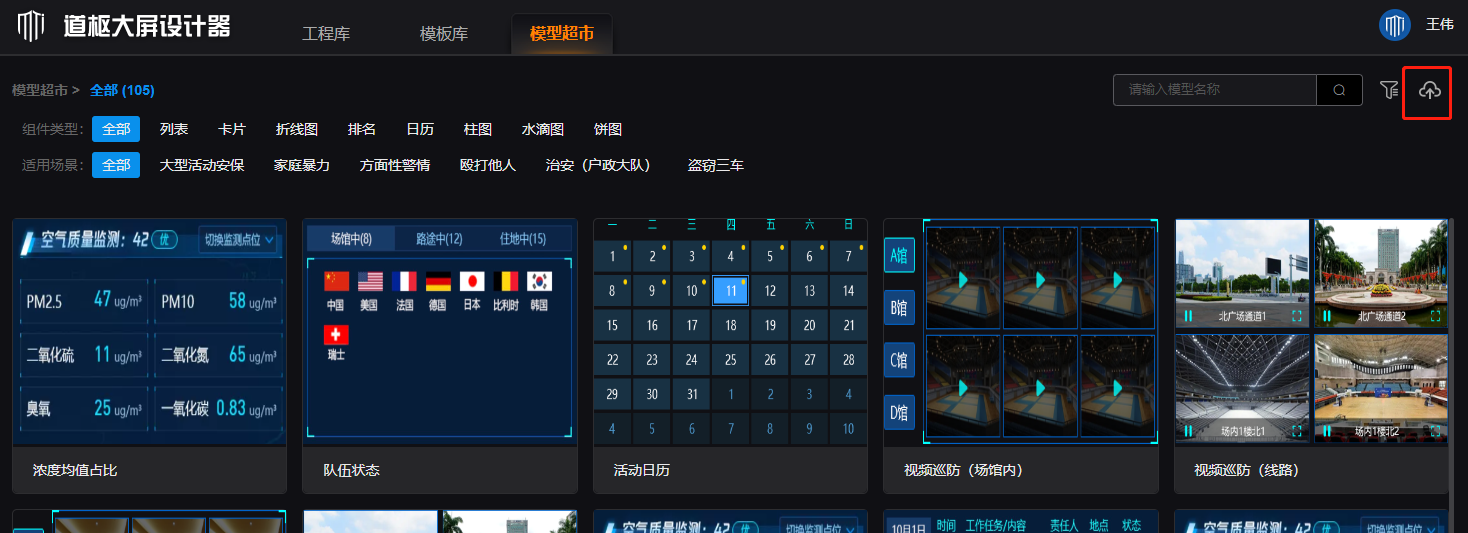 道枢大屏设计器
工程库
模板库
模型超市
王伟
模型超市 > 全部 (105)
请输入模型名称
组件类型: 全部 列表 卡片 折线图 排名 日历 柱图 水滴图 饼图
适用场景: 全部 大型活动安保 家庭暴力 方面性警情 殴打他人 治安（户政大队） 盗窃三车
空气质量监测: 42 优 切换监测点位
PM2.5 47 ug/m³ PM10 58 ug/m³
二氧化硫 11 ug/m³ 二氧化氮 65 ug/m³
臭氧 25 ug/m³ 一氧化碳 0.83 ug/m³
浓度均值占比
场馆中(8) 路途中(12) 住地中(15)
中国 美国 法国 德国 日本 比利时 韩国
瑞士
队伍状态
一 二 三 四 五 六 日
1 2 3 4 5 6 7
8 9 10 11 12 13 14
15 16 17 18 19 20 21
22 23 24 25 26 27 28
29 30 31 1 2 3 4
4 5 6 7 8 9 10
活动日历
A馆
B馆
C馆
D馆
视频巡防（场馆内）
北广场通道1 北广场通道2
场内1楼北1 场内1楼北2
视频巡防（线路）
空气质量监测: 42 优 切换监测点位
10月1日 时间 工作任务/内容 责任人 地点 状态
空气质量监测: 42 优 切换监测点位